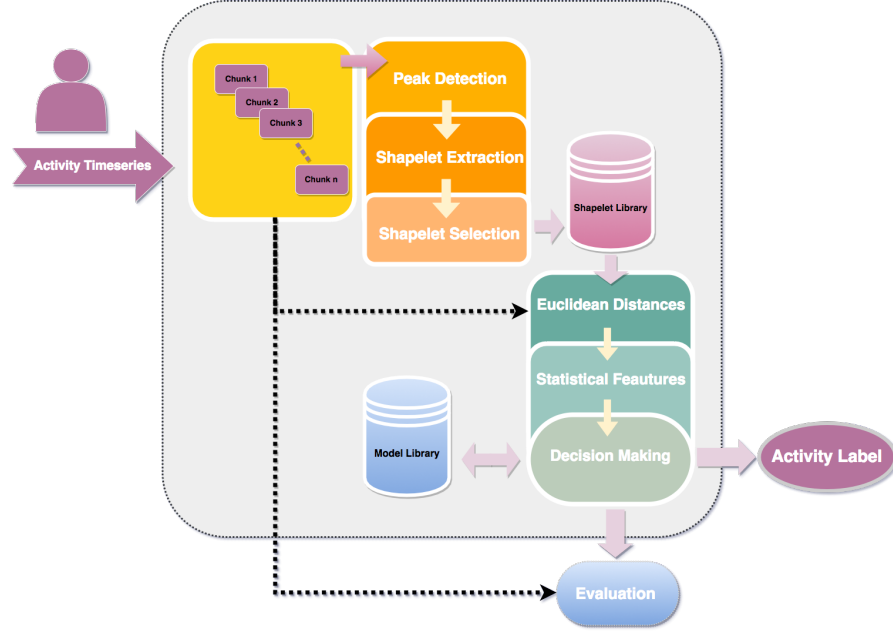 Chunk 1
Peak Detection
Chunk 2
Chunk 3
Shapelet Extraction
Activity Timeseries
Chunk n
Shapelet Library
Shapelet Selection
Euclidean Distances
Statistical Feautures
Model Library
Decision Making
Activity Label
Evaluation